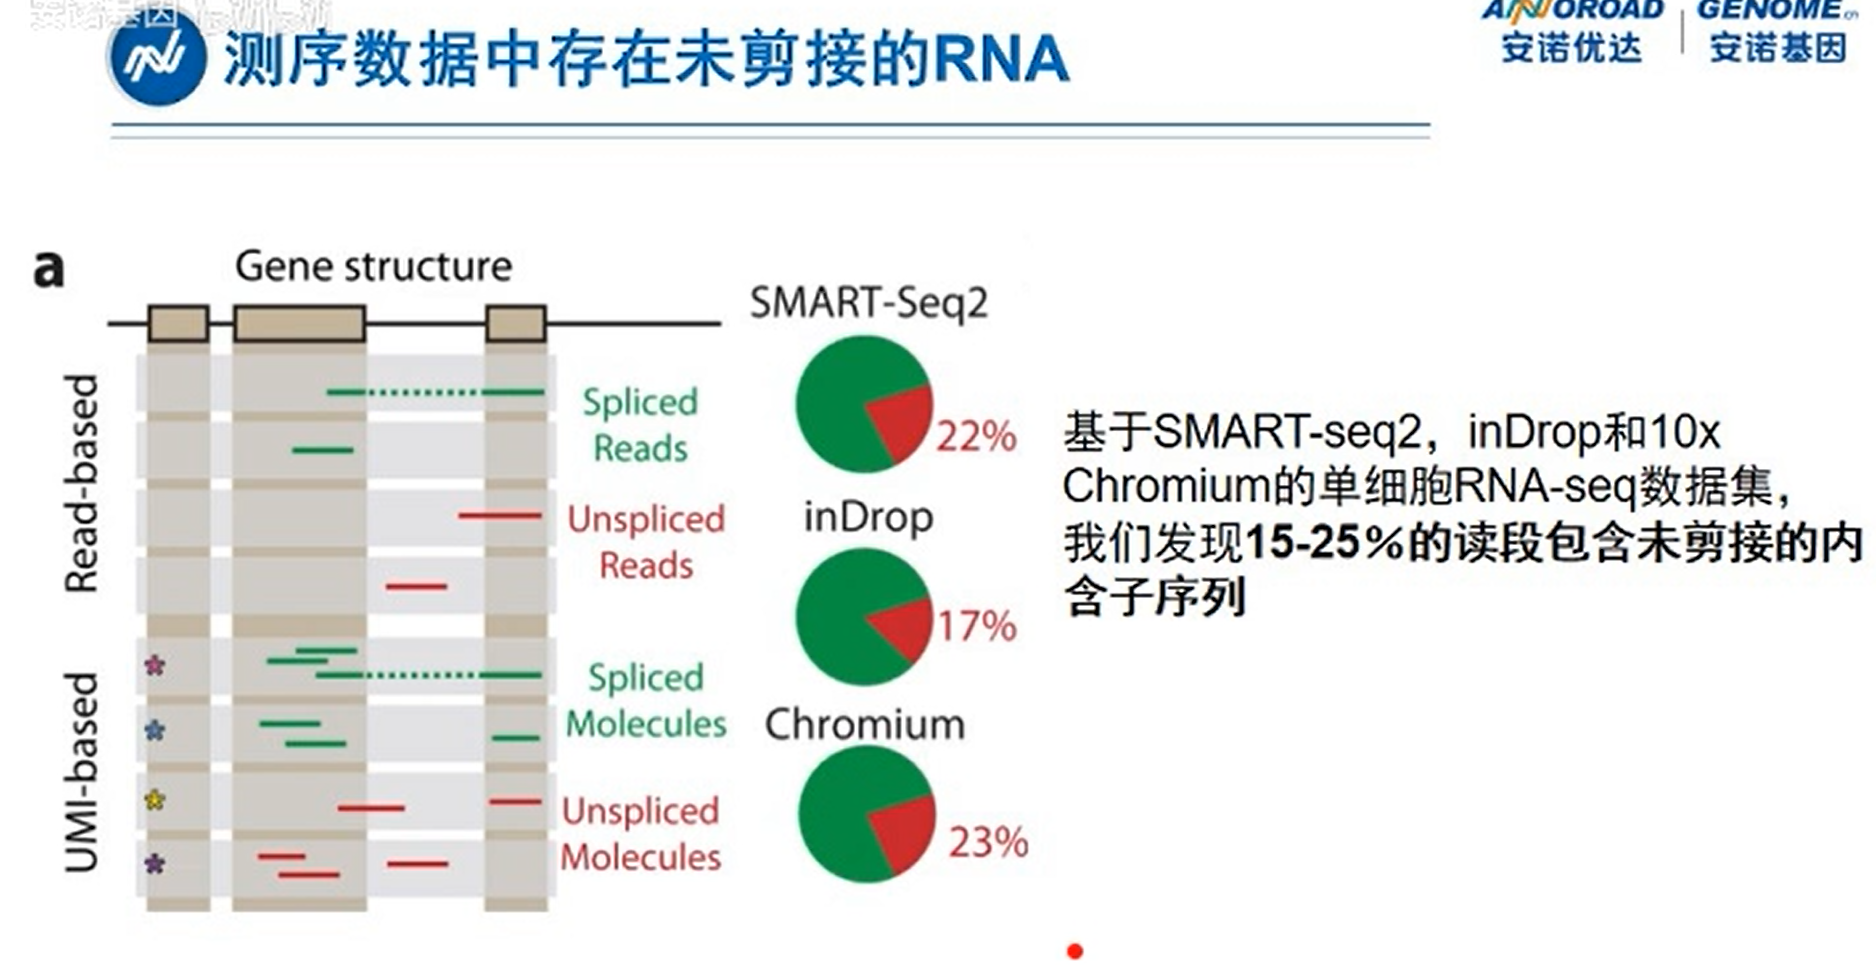 测序数据中存在未剪接的RNA
ANNOROAD GENOME
安诺优达 安诺基因
a
Gene structure
Read-based
Spliced
Reads
Unspliced
Reads
UMI-based
Spliced
Molecules
Unspliced
Molecules
SMART-Seq2
22%
inDrop
17%
Chromium
23%
基于SMART-seq2，inDrop和10x
Chromium的单细胞RNA-seq数据集，
我们发现15-25%的读段包含未剪接的内
含子序列